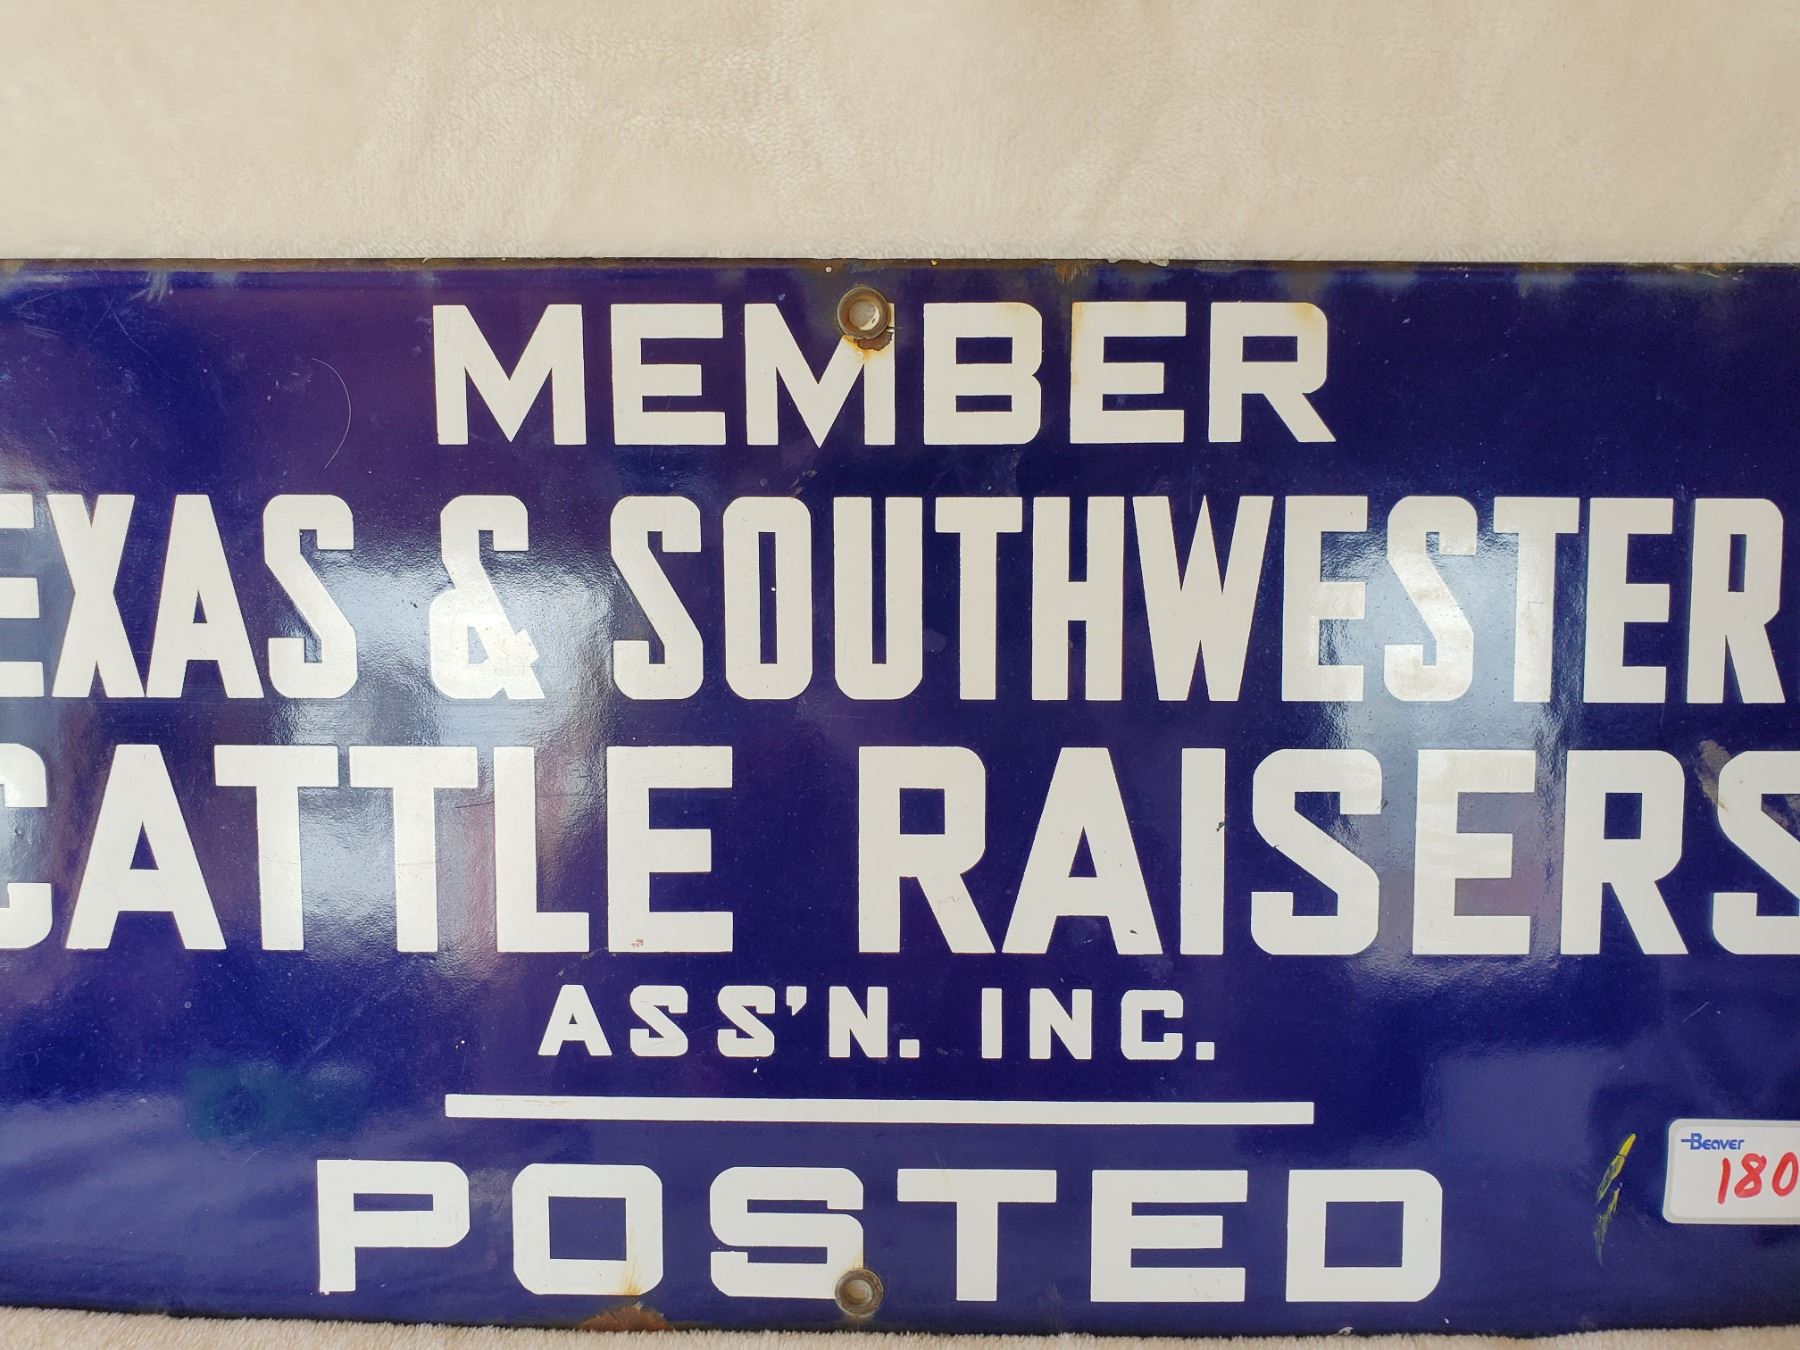 MEMBER
EXAS & SOUTHWESTER
CATTLE RAISERS
ASS'N. INC.
POSTED
Beaver
180